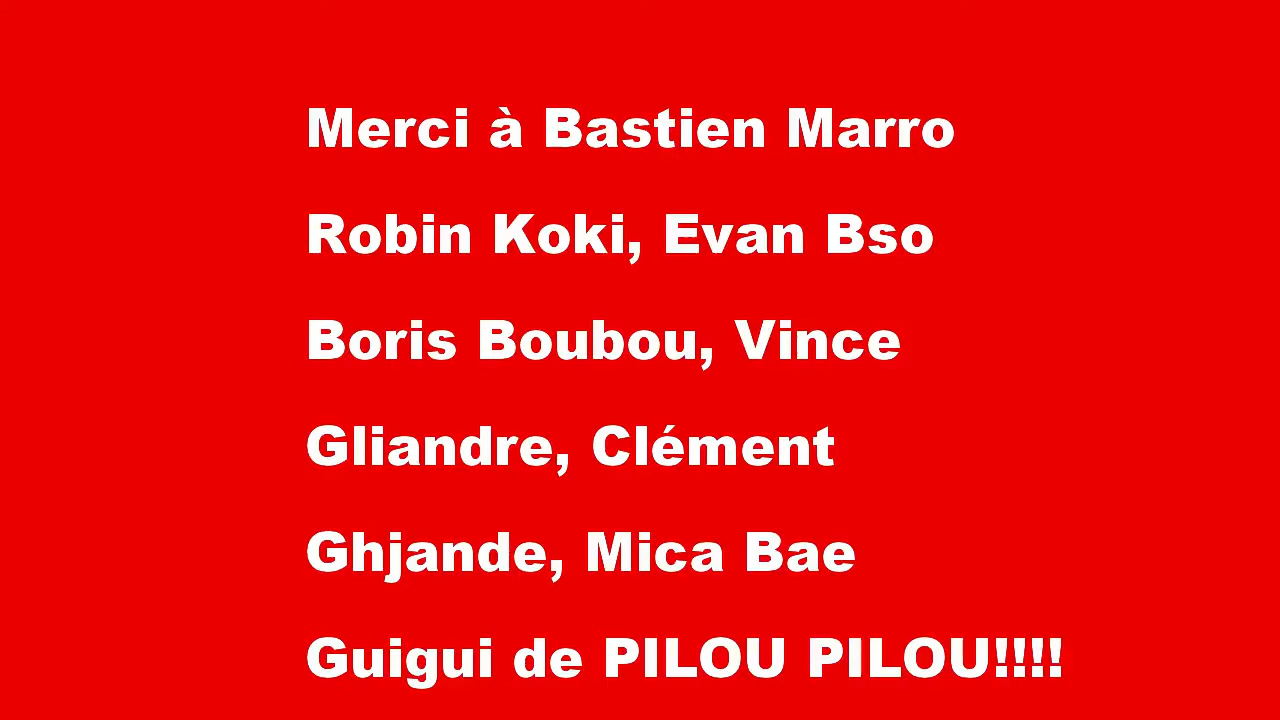 Merci à Bastien Marro
Robin Koki, Evan Bso
Boris Boubou, Vince
Gliandre, Clément
Ghjande, Mica Bae
Guigui de PILOU PILOU!!!!